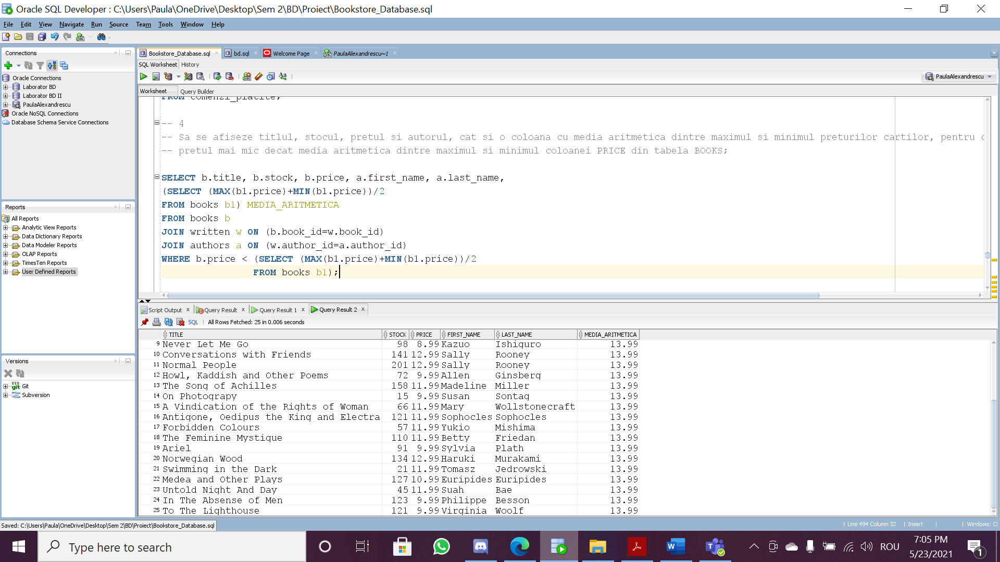 Oracle SQL Developer : C:\Users\Paula\OneDrive\Desktop\Sem 2\BD\Proiect\Bookstore_Database.sql
File Edit View Navigate Run Source Team Tools Window Help
Connections
Oracle Connections
Laborator BD
Laborator BD II
PaulaAlexandrescu
Oracle NoSQL Connections
Database Schema Service Connections
Reports
All Reports
Analytic View Reports
Data Dictionary Reports
Data Modeler Reports
OLAP Reports
TimesTen Reports
User Defined Reports
Versions
Git
Subversion
Bookstore_Database.sql bd.sql Welcome Page PaulaAlexandrescu~1
SQL Worksheet History
PaulaAlexandrescu
Worksheet Query Builder
FROM comenzi_platite;
-- 4
-- Sa se afiseze titlul, stocul, pretul si autorul, cat si o coloana cu media aritmetica dintre maximul si minimul preturilor cartilor, pentru
-- pretul mai mic decat media aritmetica dintre maximul si minimul coloanei PRICE din tabela BOOKS;
SELECT b.title, b.stock, b.price, a.first_name, a.last_name,
(SELECT (MAX(b1.price)+MIN(b1.price))/2
FROM books b1) MEDIA_ARITMETICA
FROM books b
JOIN written w ON (b.book_id=w.book_id)
JOIN authors a ON (w.author_id=a.author_id)
WHERE b.price < (SELECT (MAX(b1.price)+MIN(b1.price))/2
FROM books b1);
Script Output Query Result Query Result 1 Query Result 2
SQL All Rows Fetched: 25 in 0.006 seconds
TITLE STOCK PRICE FIRST_NAME LAST_NAME MEDIA_ARITMETICA
9 Never Let Me Go 98 8.99 Kazuo Ishiguro 13.99
10 Conversations with Friends 141 12.99 Sally Rooney 13.99
11 Normal People 201 12.99 Sally Rooney 13.99
12 Howl, Kaddish and Other Poems 72 9.99 Allen Ginsberg 13.99
13 The Song of Achilles 158 11.99 Madeline Miller 13.99
14 On Photograpy 15 9.99 Susan Sontag 13.99
15 A Vindication of the Rights of Woman 66 11.99 Mary Wollstonecraft 13.99
16 Antigone, Oedipus the King and Electra 121 11.99 Sophocles Sophocles 13.99
17 Forbidden Colours 57 11.99 Yukio Mishima 13.99
18 The Feminine Mystique 110 11.99 Betty Friedan 13.99
19 Ariel 91 9.99 Sylvia Plath 13.99
20 Norwegian Wood 134 12.99 Haruki Murakami 13.99
21 Swimming in the Dark 21 11.99 Tomasz Jedrowski 13.99
22 Medea and Other Plays 127 10.99 Euripides Euripides 13.99
23 Untold Night And Day 45 11.99 Suah Bae 13.99
24 In The Absense of Men 123 9.99 Philippe Besson 13.99
25 To The Lighthouse 121 9.99 Virginia Woolf 13.99
Saved: C:\Users\Paula\OneDrive\Desktop\Sem 2\BD\Proiect\Bookstore_Database.sql
Line 494 Column 32 Insert Windows: Cl
Type here to search
ROU
7:05 PM
5/23/2021
1